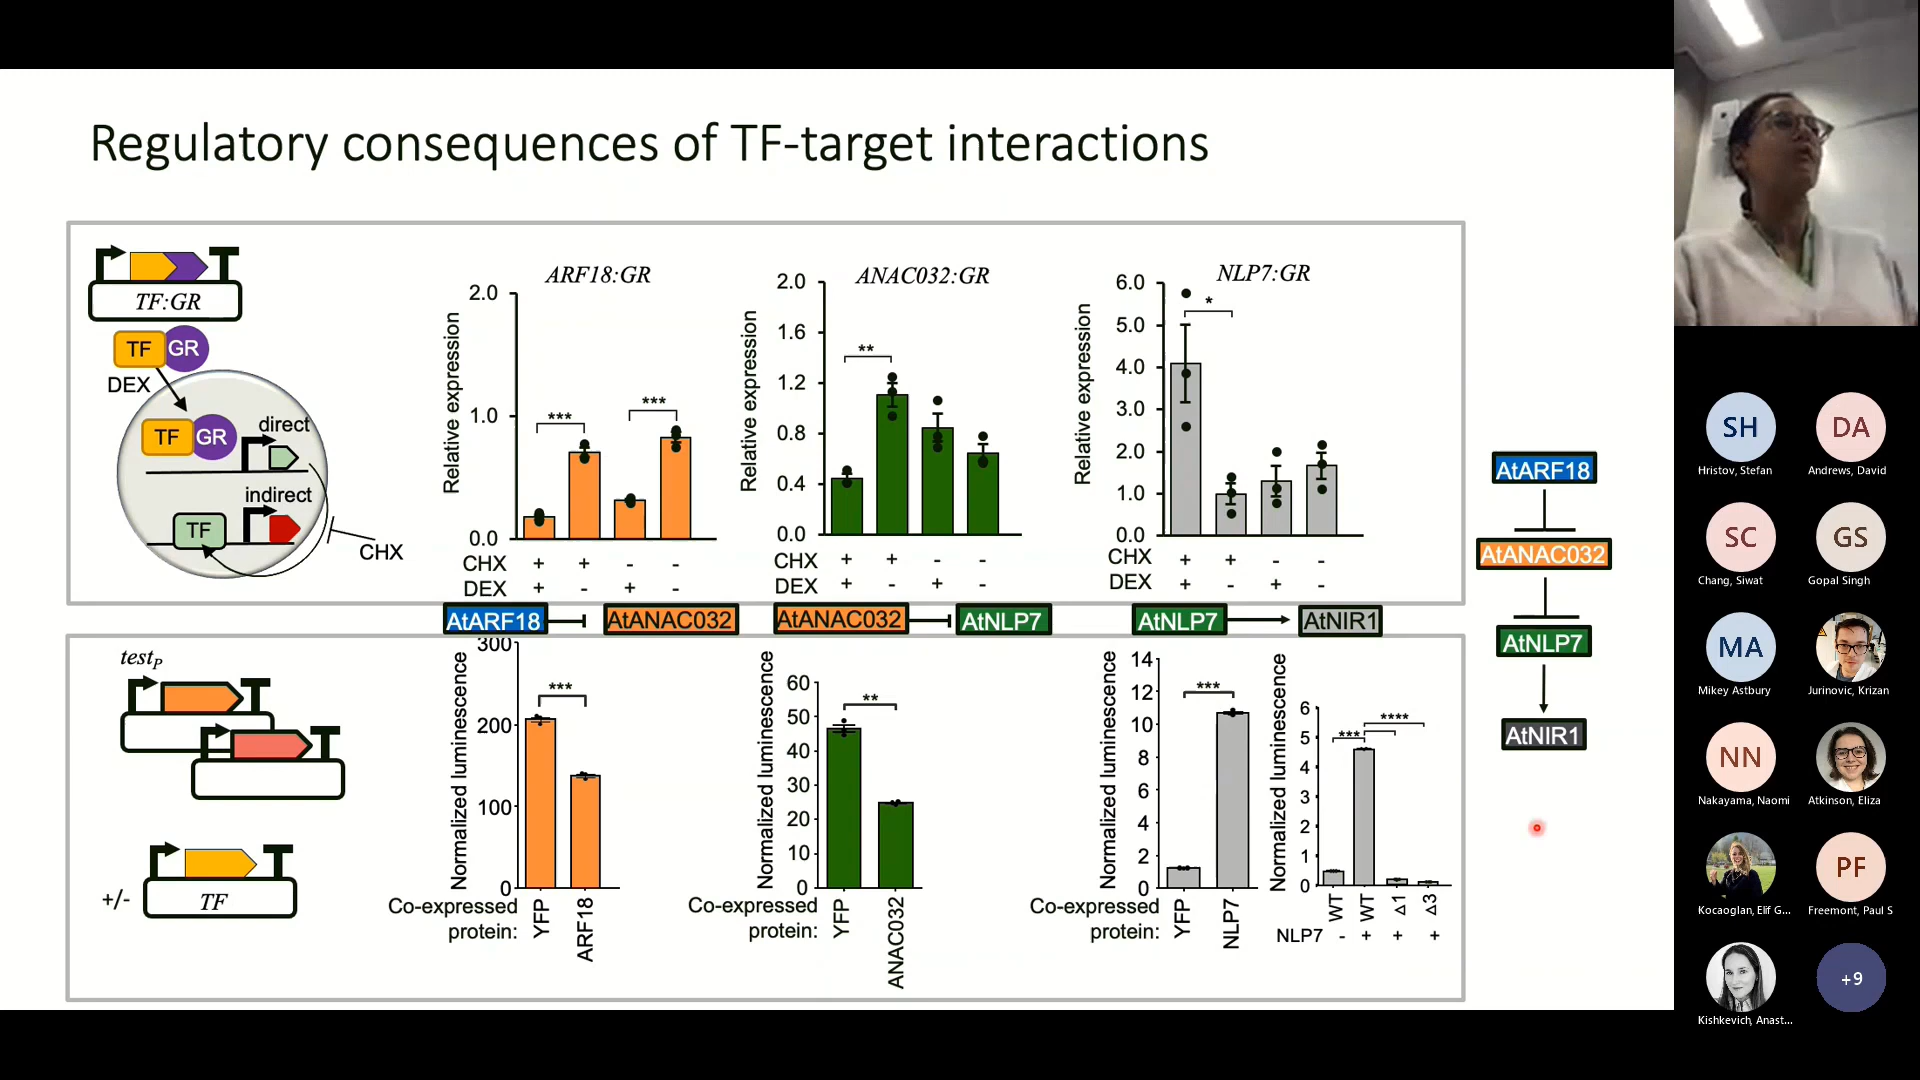 Regulatory consequences of TF-target interactions
TF:GR
TF GR
DEX
TF GR
direct
indirect
TF
CHX
ARF18:GR
Relative expression
2.0
1.0
0.0
***
***
CHX + + - -
DEX + - + -
ANAC032:GR
Relative expression
2.0
1.6
1.2
0.8
0.4
0.0
**
CHX + + - -
DEX + - + -
NLP7:GR
Relative expression
6.0
5.0
4.0
3.0
2.0
1.0
0.0
*
CHX + + - -
DEX + - + -
AtARF18 AtANAC032
AtANAC032 AtNLP7
AtNLP7 AtNIR1
test P
+/-
TF
Normalized luminescence
300
200
100
0
***
Co-expressed
protein:
YFP
ARF18
Normalized luminescence
60
50
40
30
20
10
0
**
Co-expressed
protein:
YFP
ANAC032
Normalized luminescence
14
12
10
8
6
4
2
0
***
Co-expressed
protein:
YFP
NLP7
Normalized luminescence
6
5
4
3
2
1
0
***
****
WT
WT
Δ1
Δ3
NLP7 - + + +
AtARF18
AtANAC032
AtNLP7
AtNIR1
SH
Hristov, Stefan
DA
Andrews, David
SC
Chang, Siwat
GS
Gopal Singh
MA
Mikey Astbury
Jurinovic, Krizan
NN
Nakayama, Naomi
Atkinson, Eliza
Kocaoglan, Elif G...
PF
Freemont, Paul S
Kishkevich, Anast...
+9